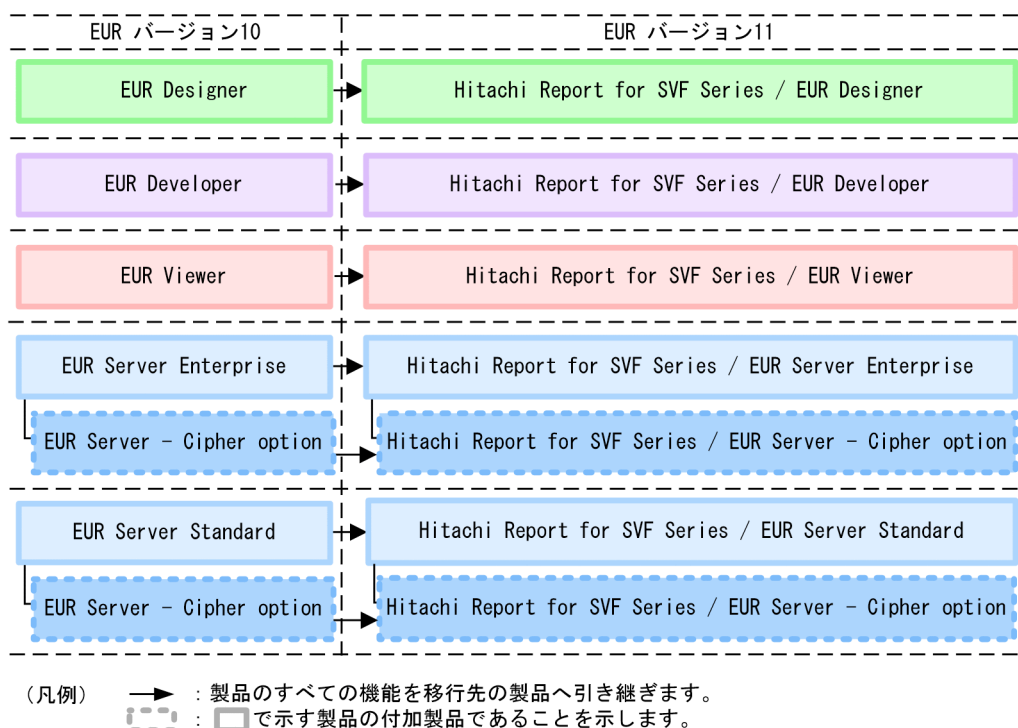 EUR バージョン10 EUR バージョン11
EUR Designer Hitachi Report for SVF Series / EUR Designer
EUR Developer Hitachi Report for SVF Series / EUR Developer
EUR Viewer Hitachi Report for SVF Series / EUR Viewer
EUR Server Enterprise Hitachi Report for SVF Series / EUR Server Enterprise
EUR Server - Cipher option Hitachi Report for SVF Series / EUR Server - Cipher option
EUR Server Standard Hitachi Report for SVF Series / EUR Server Standard
EUR Server - Cipher option Hitachi Report for SVF Series / EUR Server - Cipher option
(凡例) :製品のすべての機能を移行先の製品へ引き継ぎます。
:で示す製品の付加製品であることを示します。